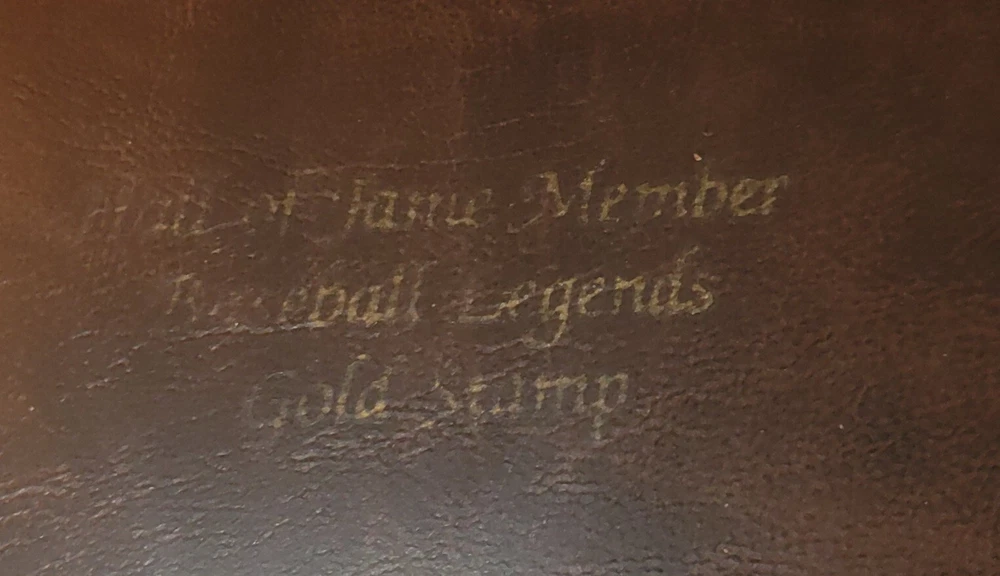 Hall of Fame Member
Baseball Legends
Gold Stamp